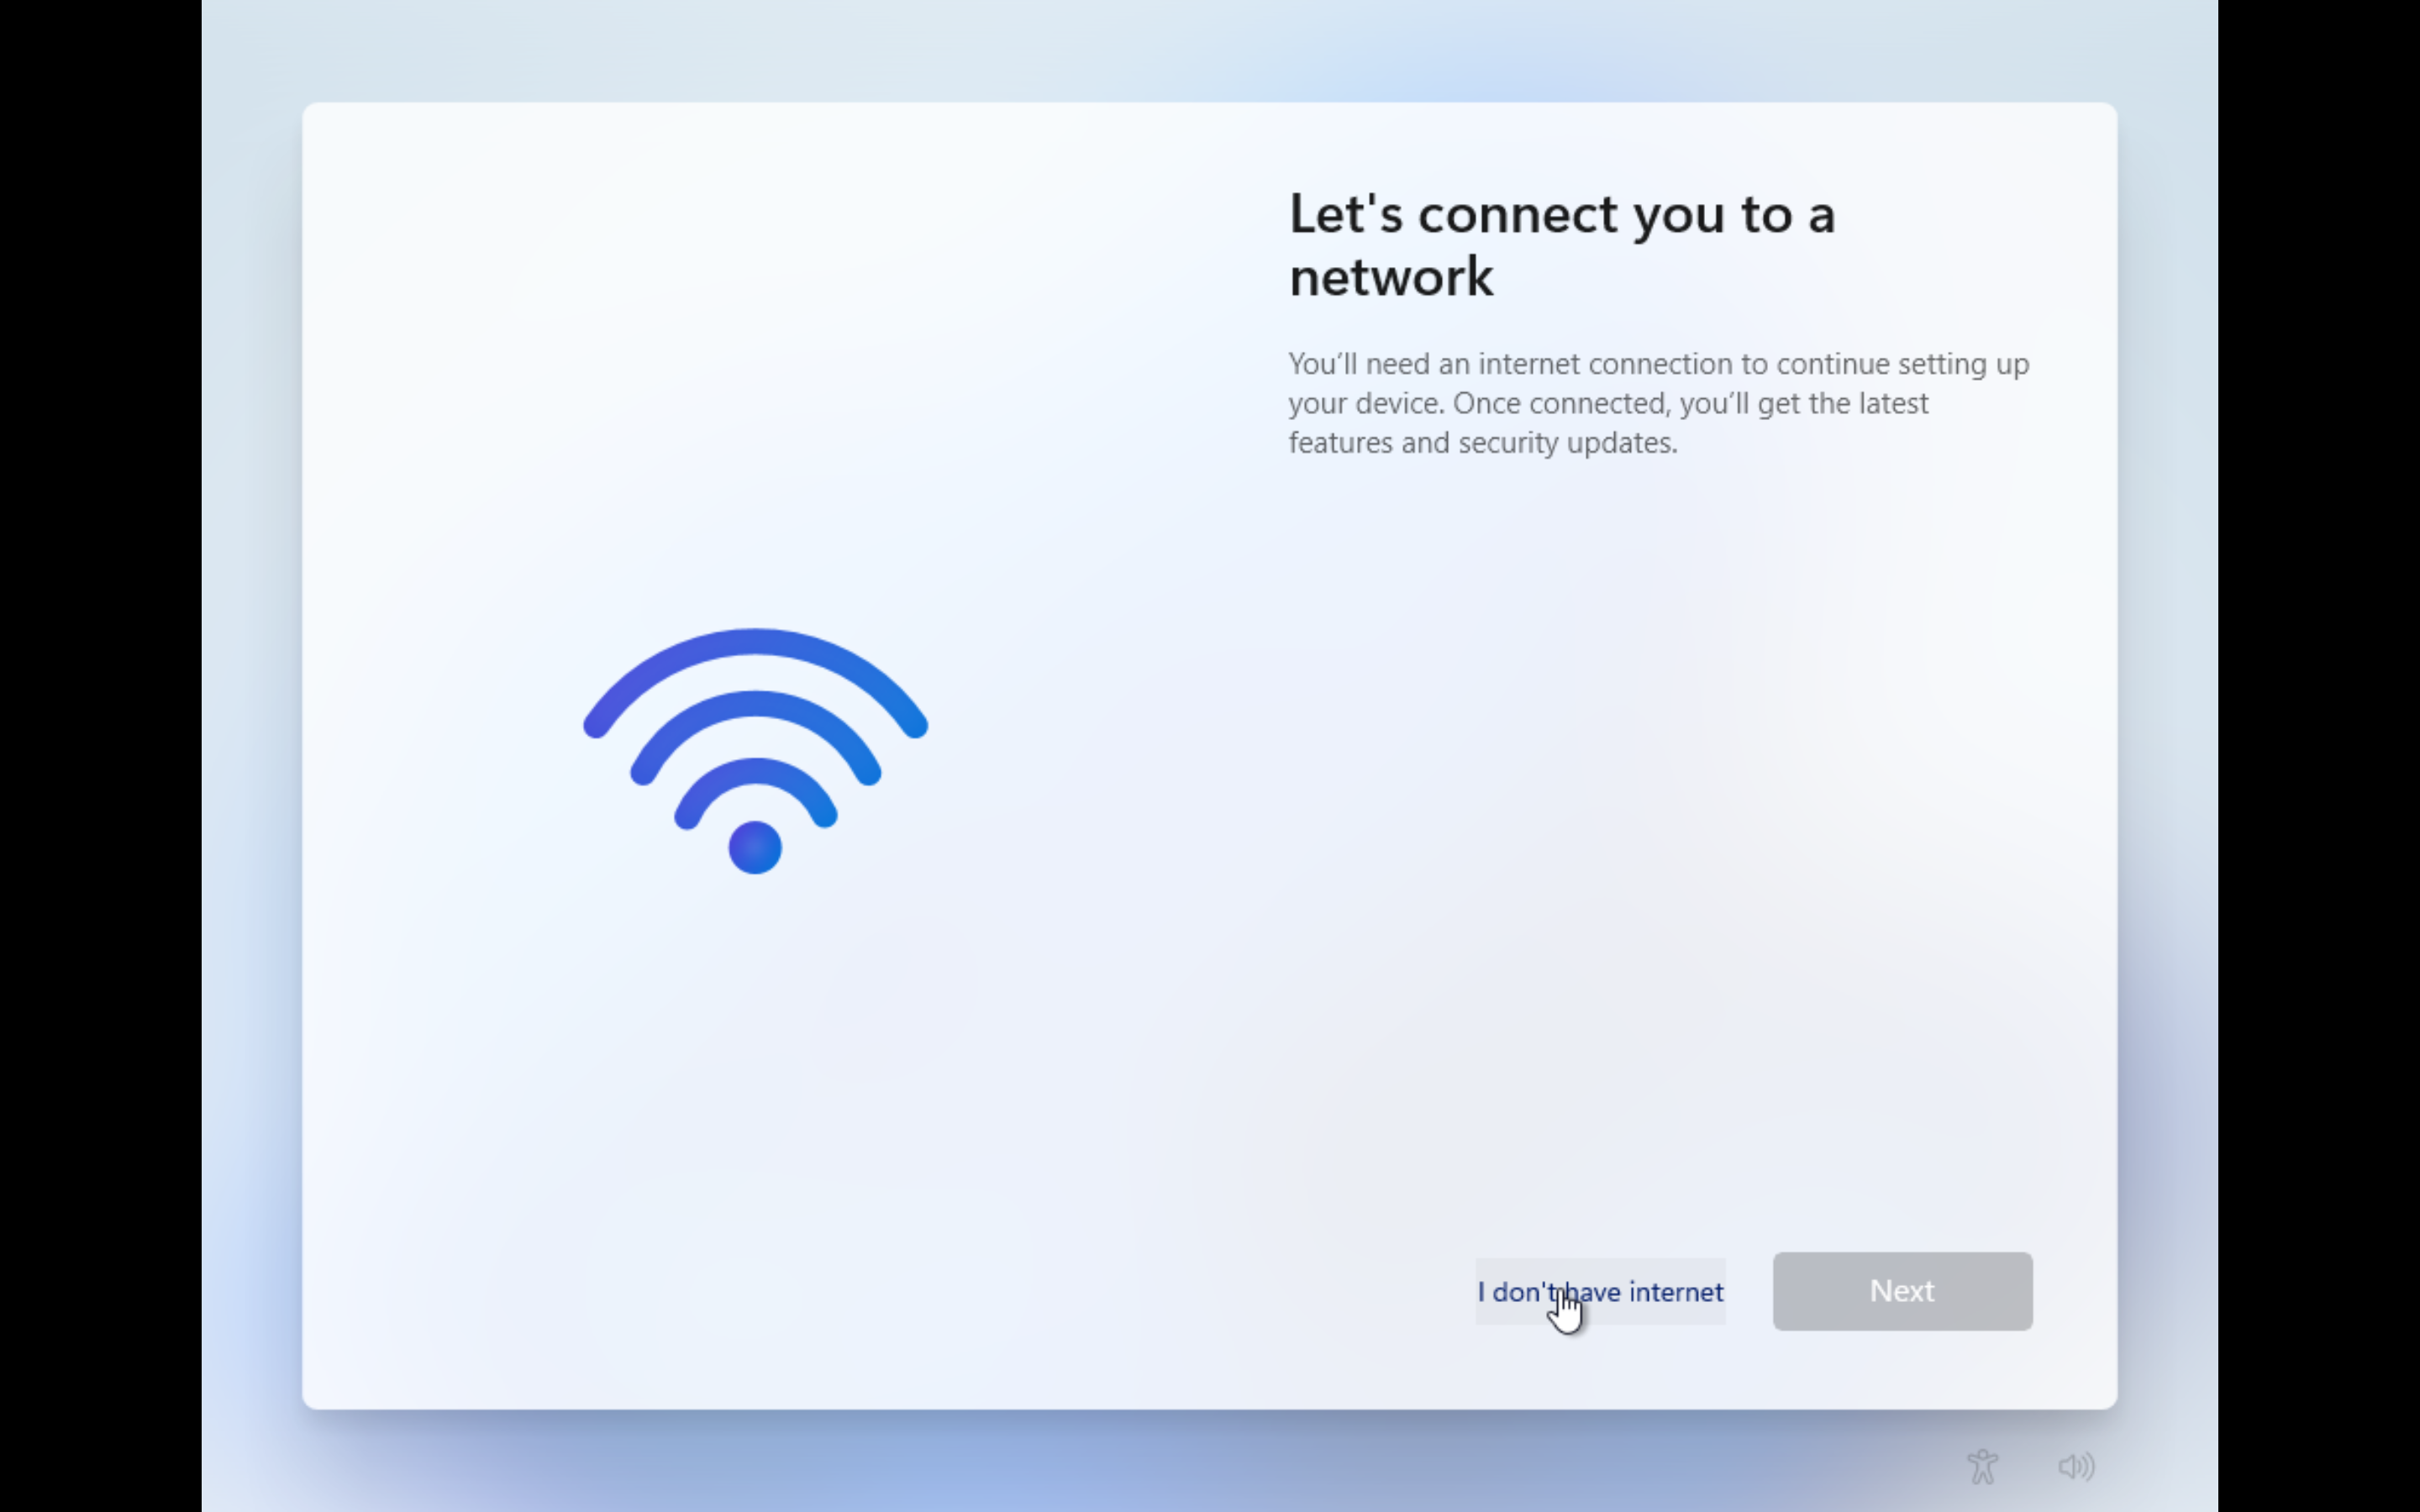 Let's connect you to a
network
You’ll need an internet connection to continue setting up
your device. Once connected, you’ll get the latest
features and security updates.
I don't have internet
Next